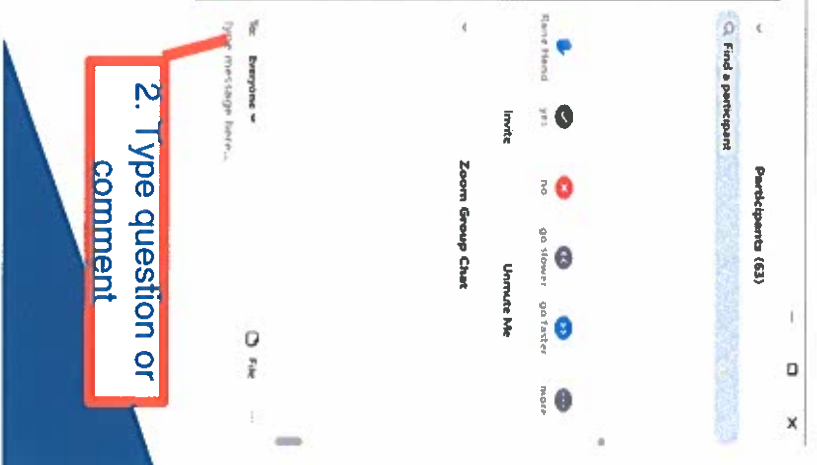 Participants (63)
Find a participant
Raise Hand yes no go slower go faster more
Invite Unmute Me
Zoom Group Chat
To: Everyone File ...
Type message here...
2. Type question or
comment